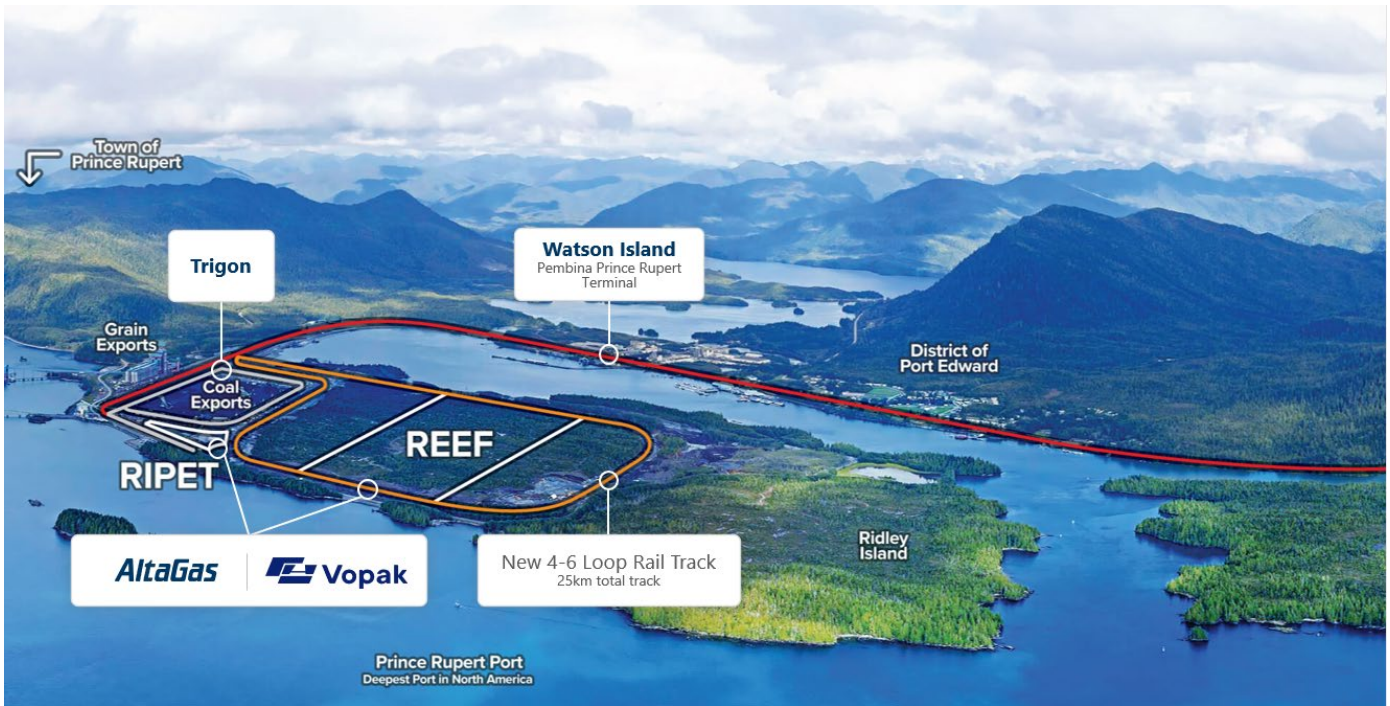 Town of
Prince Rupert
Trigon
Watson Island
Pembina Prince Rupert
Terminal
Grain
Exports
District of
Port Edward
Coal
Exports
REEF
RIPET
AltaGas
Vopak
New 4-6 Loop Rail Track
25km total track
Ridley
Island
Prince Rupert Port
Deepest Port in North America